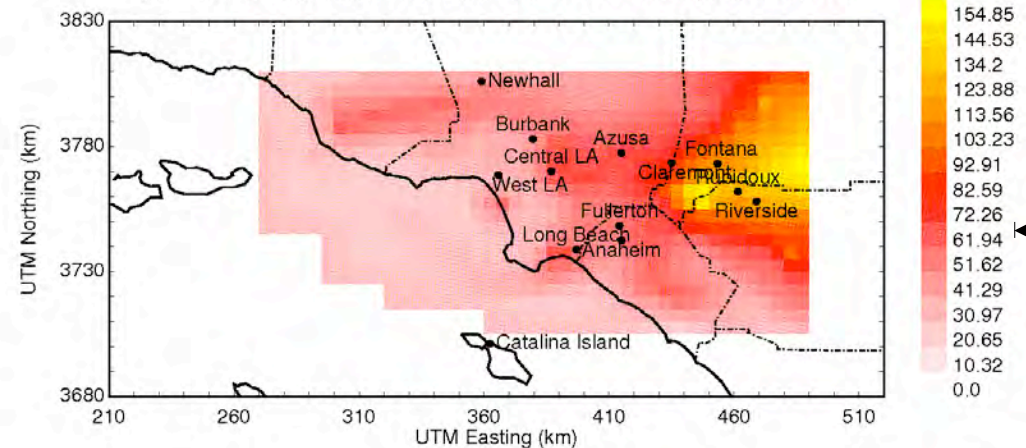 3830
3780
3730
3680
UTM Northing (km)
Newhall
Burbank
Azusa
Central LA
Fontana
Claremont
Rubidoux
West LA
Fullerton
Riverside
Long Beach
Anaheim
Catalina Island
210 260 310 360 410 460 510
UTM Easting (km)
154.85
144.53
134.2
123.88
113.56
103.23
92.91
82.59
72.26
61.94
51.62
41.29
30.97
20.65
10.32
0.0